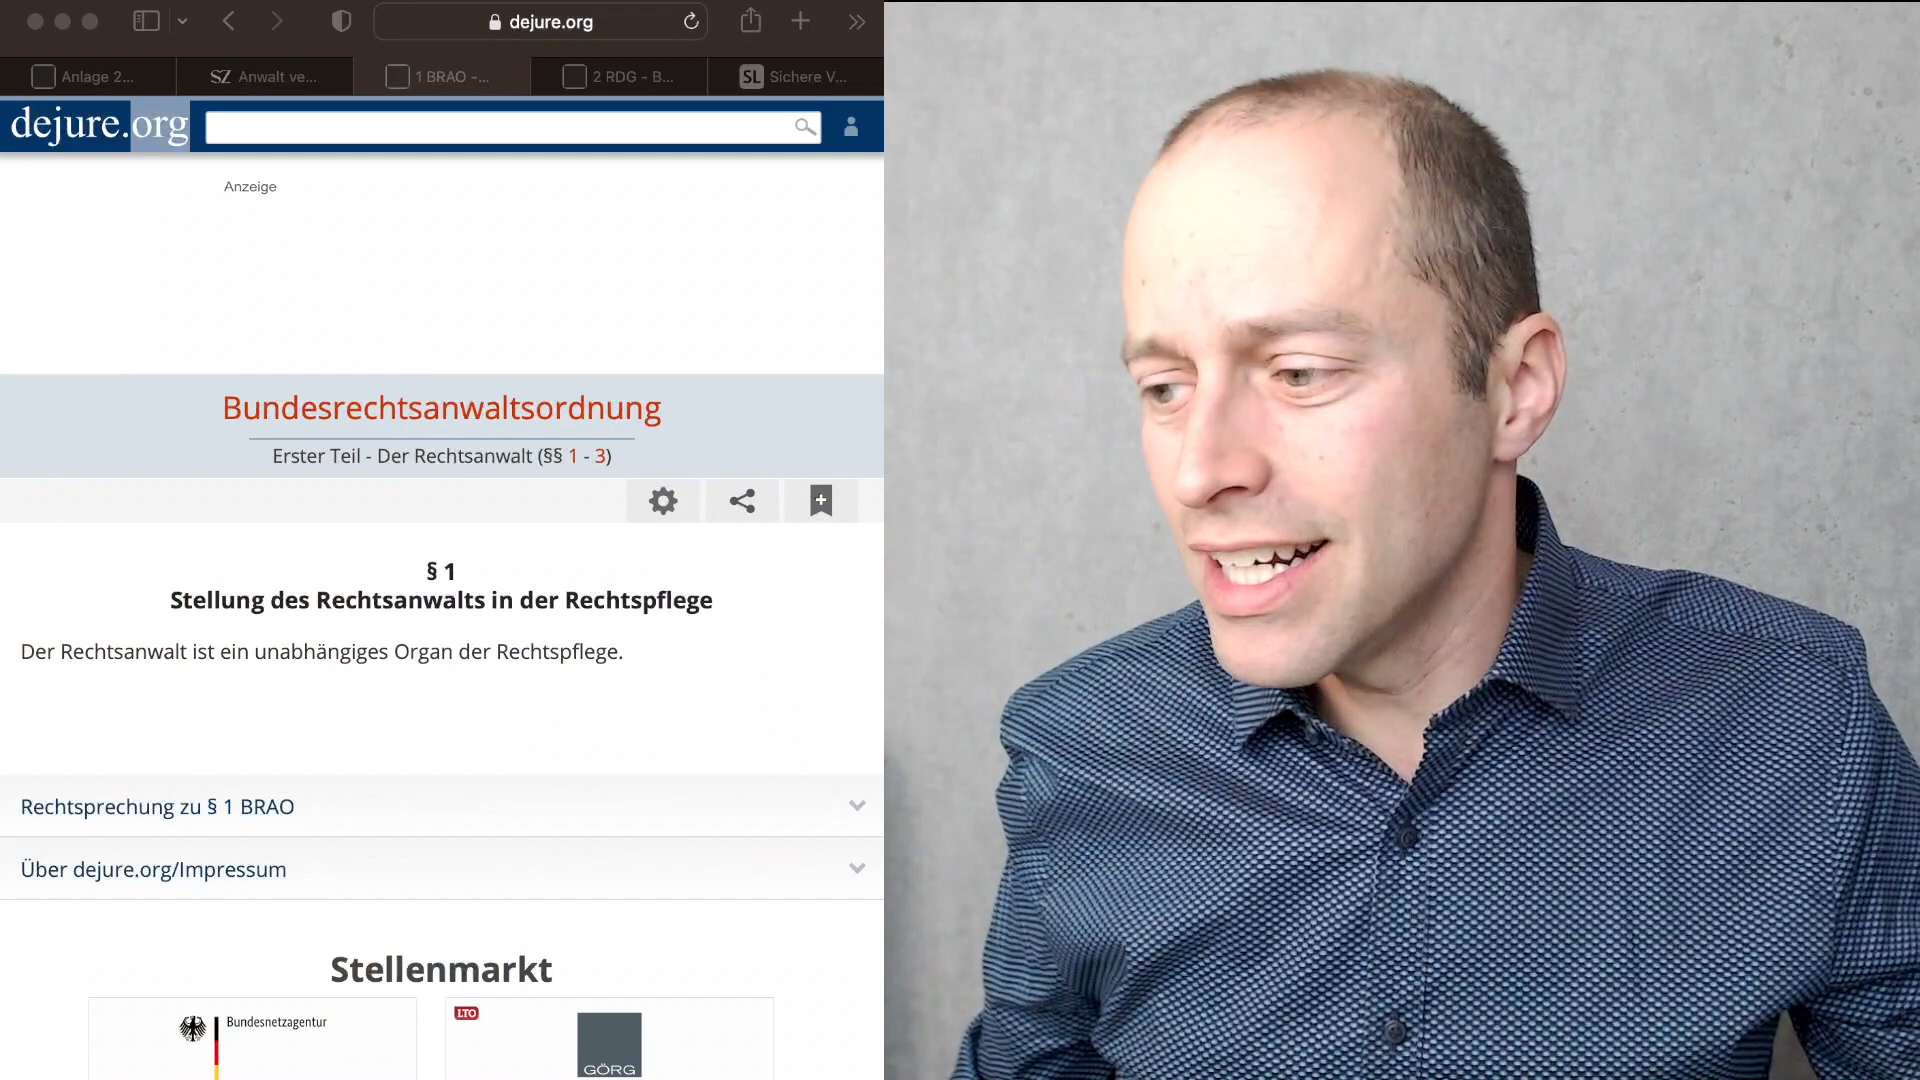 dejure.org
Anlage 2...
SZ Anwalt ve...
1 BRAO -...
2 RDG - B...
SL Sichere V...
dejure.org
Anzeige
Bundesrechtsanwaltsordnung
Erster Teil - Der Rechtsanwalt (§§ 1 - 3)
§ 1
Stellung des Rechtsanwalts in der Rechtspflege
Der Rechtsanwalt ist ein unabhängiges Organ der Rechtspflege.
Rechtsprechung zu § 1 BRAO
Über dejure.org/Impressum
Stellenmarkt
Bundesnetzagentur
LTO
GÖRG